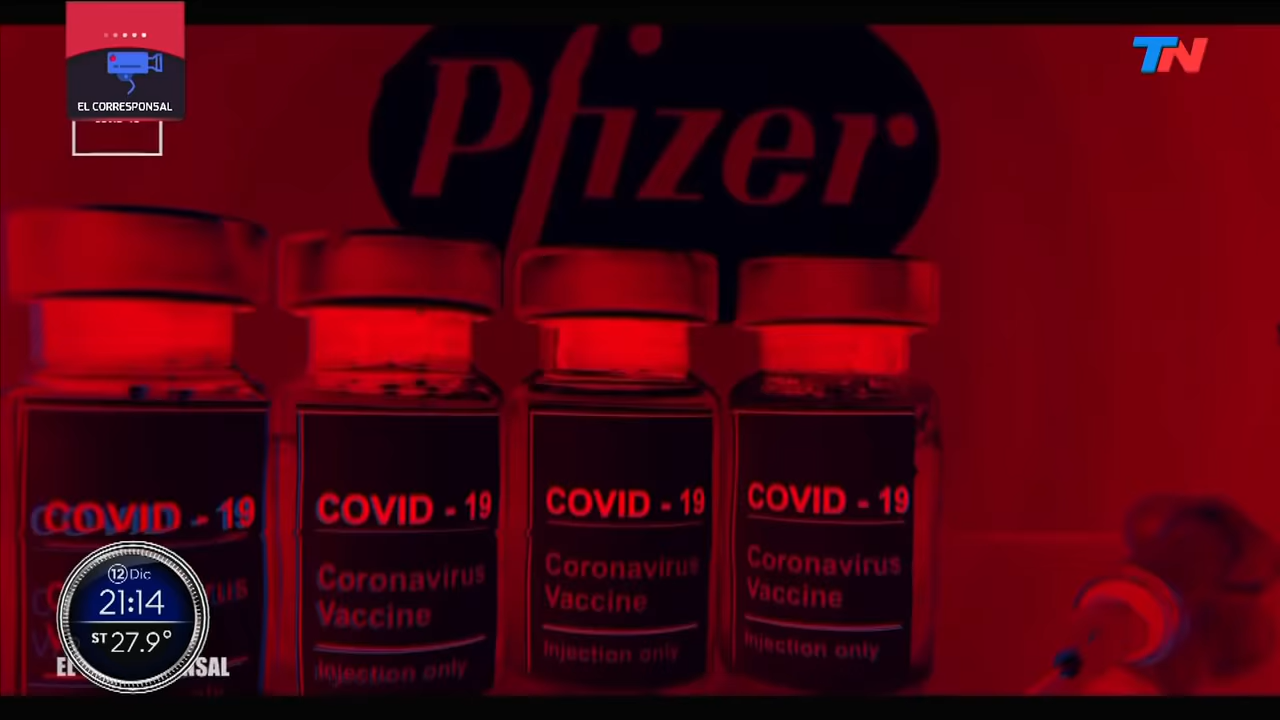 TN
EL CORRESPONSAL
Pfizer
COVID - 19
COVID - 19
Coronavirus
Vaccine
Injection only
COVID - 19
Coronavirus
Vaccine
Injection only
COVID - 19
Coronavirus
Vaccine
Injection only
12 Dic
21:14
ST 27.9°